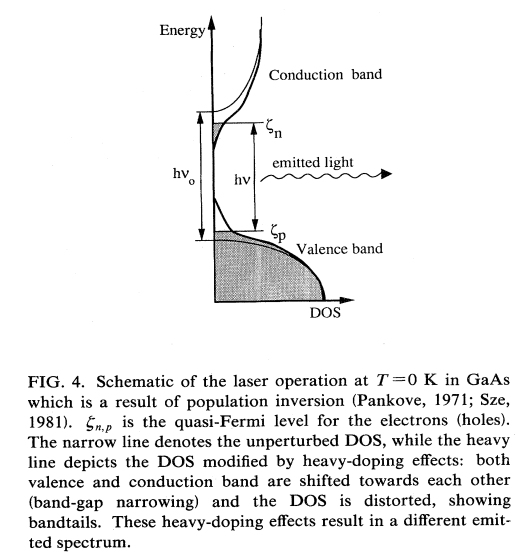 Energy
Conduction band
ζn
hν
emitted light
hνo
ζp
Valence band
DOS
FIG. 4. Schematic of the laser operation at T=0 K in GaAs
which is a result of population inversion (Pankove, 1971; Sze,
1981). ζn,p is the quasi-Fermi level for the electrons (holes).
The narrow line denotes the unperturbed DOS, while the heavy
line depicts the DOS modified by heavy-doping effects: both
valence and conduction band are shifted towards each other
(band-gap narrowing) and the DOS is distorted, showing
bandtails. These heavy-doping effects result in a different emit-
ted spectrum.